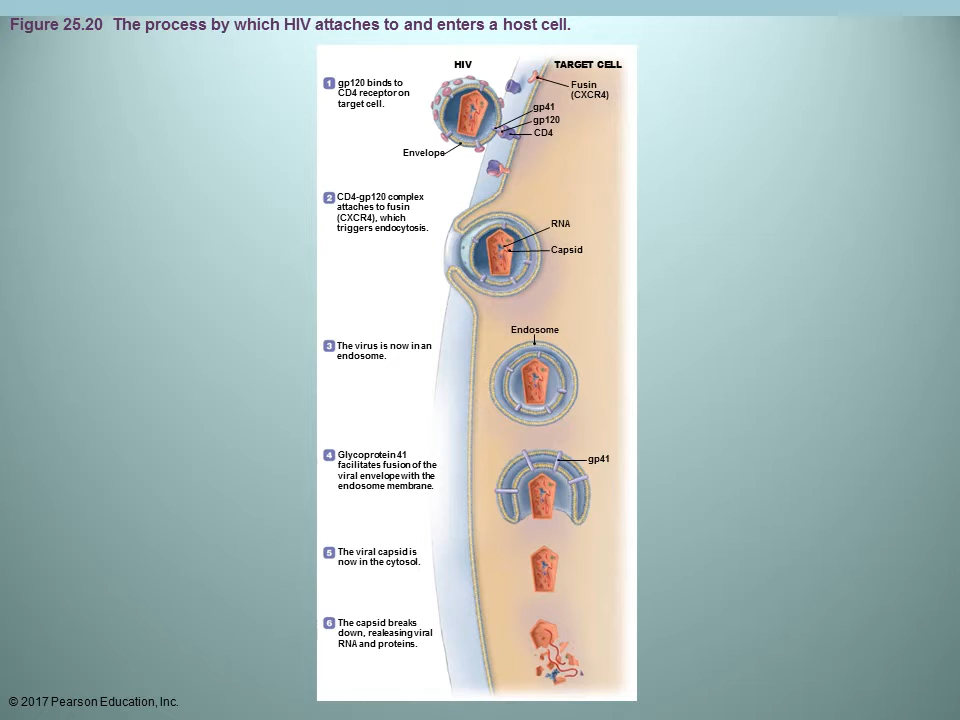 Figure 25.20 The process by which HIV attaches to and enters a host cell.
HIV
TARGET CELL
1 gp120 binds to
CD4 receptor on
target cell.
Fusin
(CXCR4)
gp41
gp120
CD4
Envelope
2 CD4-gp120 complex
attaches to fusin
(CXCR4), which
triggers endocytosis.
RNA
Capsid
Endosome
3 The virus is now in an
endosome.
4 Glycoprotein 41
facilitates fusion of the
viral envelope with the
endosome membrane.
gp41
5 The viral capsid is
now in the cytosol.
6 The capsid breaks
down, realeasing viral
RNA and proteins.
© 2017 Pearson Education, Inc.